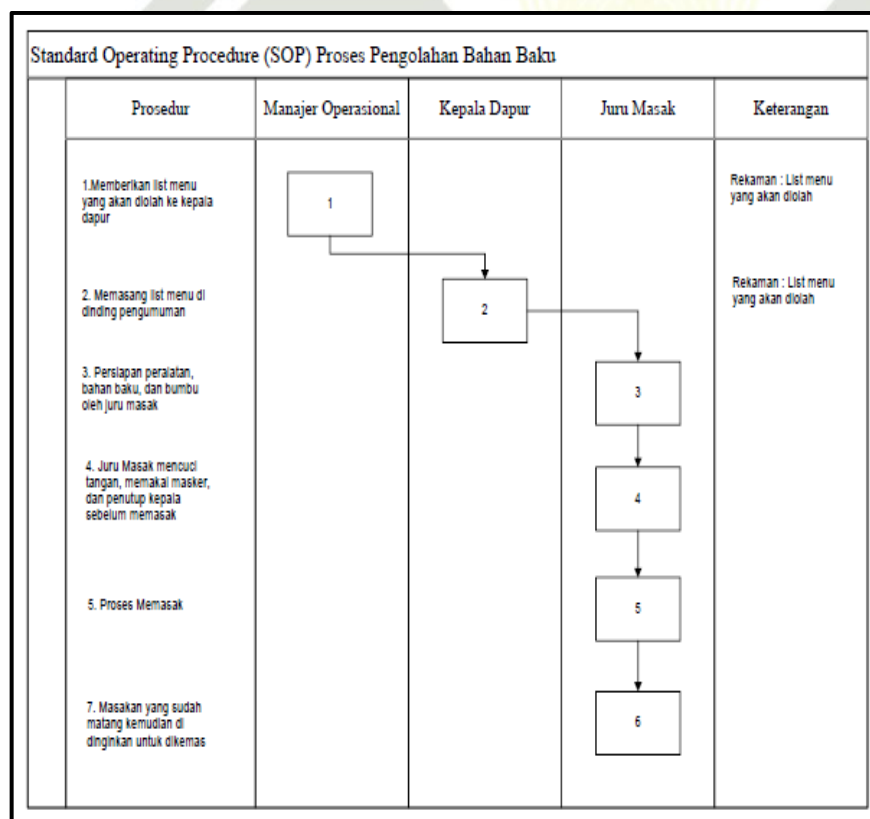 Standard Operating Procedure (SOP) Proses Pengolahan Bahan Baku
Prosedur
Manajer Operasional
Kepala Dapur
Juru Masak
Keterangan
1.Memberikan list menu
yang akan diolah ke kepala
dapur
1
Rekaman : List menu
yang akan diolah
2. Memasang list menu di
dinding pengumuman
2
Rekaman : List menu
yang akan diolah
3. Persiapan peralatan,
bahan baku, dan bumbu
oleh juru masak
3
4. Juru Masak mencuci
tangan, memakai masker,
dan penutup kepala
sebelum memasak
4
5. Proses Memasak
5
7. Masakan yang sudah
matang kemudian di
dinginkan untuk dikemas
6